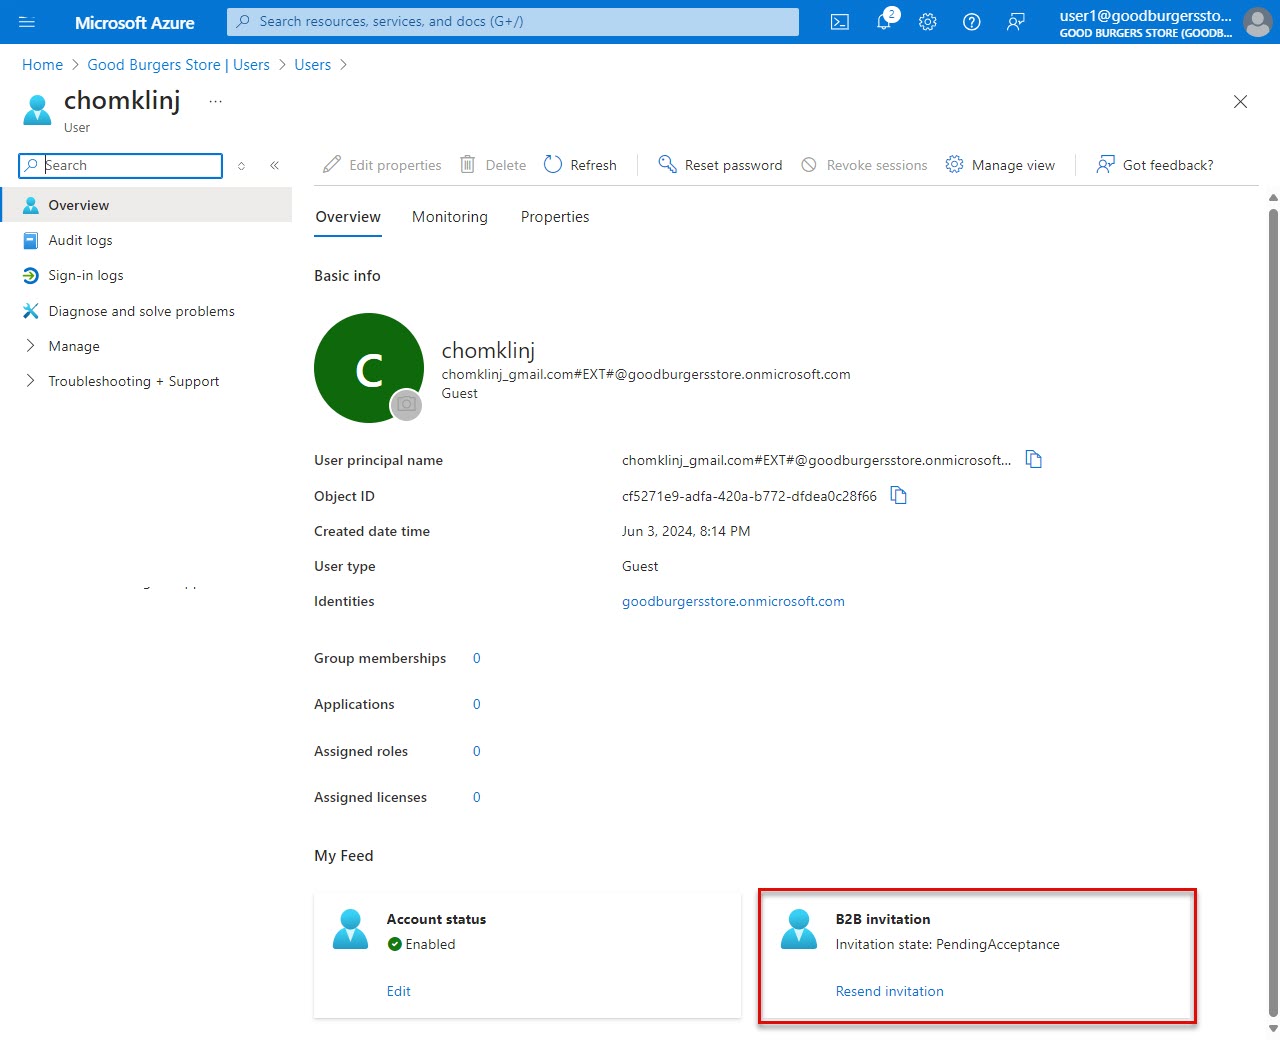 Microsoft Azure
Search resources, services, and docs (G+/)
2
user1@goodburgerssto...
GOOD BURGERS STORE (GOODB...
Home > Good Burgers Store | Users > Users >
chomklinj ...
User
Search
Edit properties
Delete
Refresh
Reset password
Revoke sessions
Manage view
Got feedback?
Overview
Audit logs
Sign-in logs
Diagnose and solve problems
Manage
Troubleshooting + Support
Overview
Monitoring
Properties
Basic info
C
chomklinj
chomklinj_gmail.com#EXT#@goodburgersstore.onmicrosoft.com
Guest
User principal name chomklinj_gmail.com#EXT#@goodburgersstore.onmicrosoft...
Object ID cf5271e9-adfa-420a-b772-dfdea0c28f66
Created date time Jun 3, 2024, 8:14 PM
User type Guest
Identities goodburgersstore.onmicrosoft.com
Group memberships 0
Applications 0
Assigned roles 0
Assigned licenses 0
My Feed
Account status
Enabled
Edit
B2B invitation
Invitation state: PendingAcceptance
Resend invitation